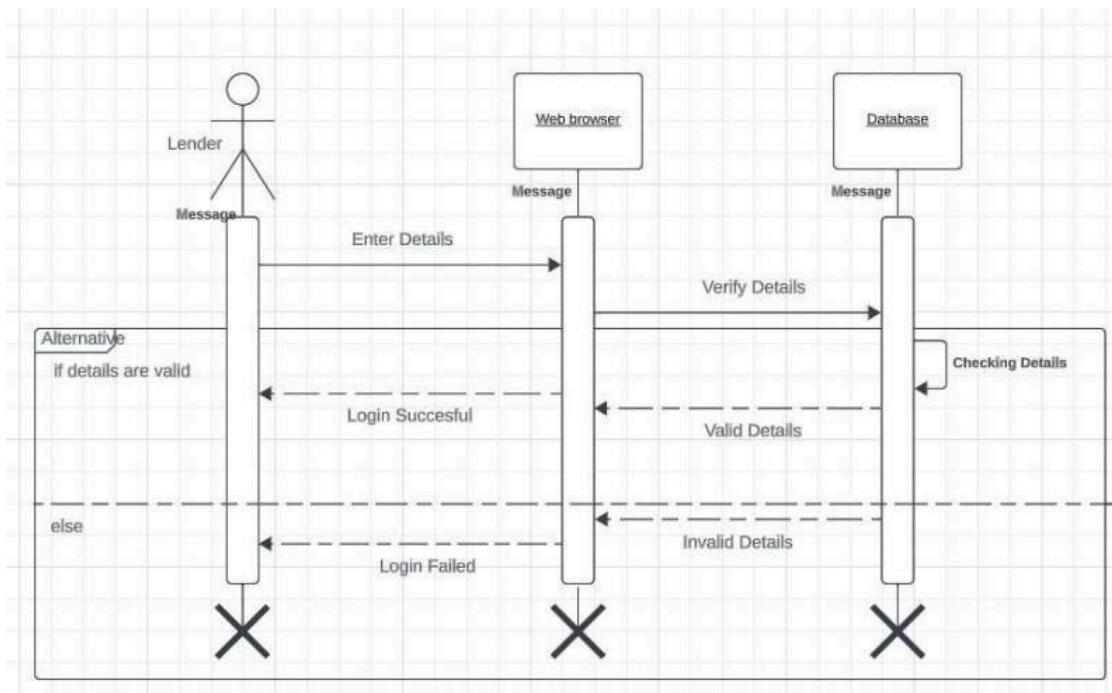 Web browser
Database
Lender
Message
Message
Message
Enter Details
Verify Details
Alternative
If details are valid
Checking Details
Login Succesful
Valid Details
else
Invalid Details
Login Failed